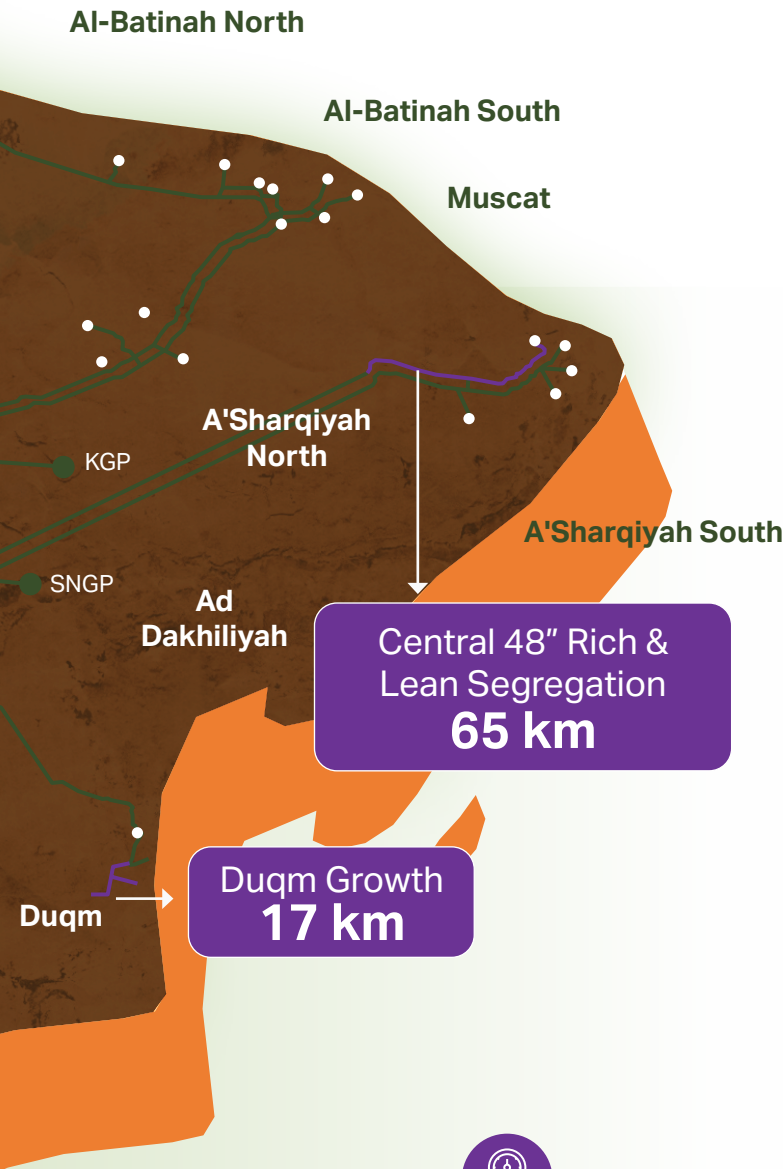 Al-Batinah North
Al-Batinah South
Muscat
A'Sharqiyah
North
KGP
A'Sharqiyah South
SNGP
Ad
Dakhiliyah
Central 48” Rich &
Lean Segregation
65 km
Duqm Growth
17 km
Duqm